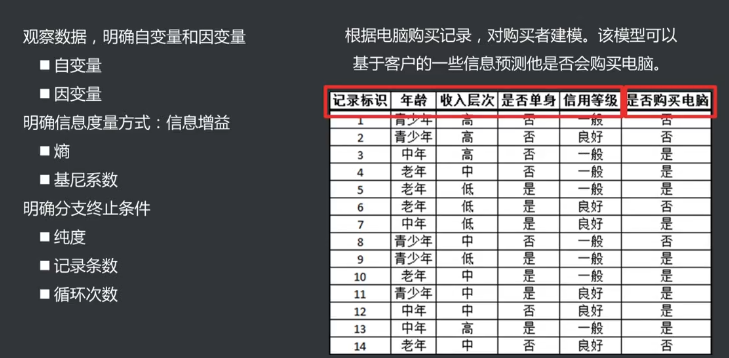 观察数据，明确自变量和因变量
■ 自变量
■ 因变量
明确信息度量方式：信息增益
■ 熵
■ 基尼系数
明确分支终止条件
■ 纯度
■ 记录条数
■ 循环次数
根据电脑购买记录，对购买者建模。该模型可以
基于客户的一些信息预测他是否会购买电脑。
记录标识 年龄 收入层次 是否单身 信用等级 是否购买电脑
1 青少年 高 否 一般 否
2 青少年 高 否 良好 否
3 中年 高 否 一般 是
4 老年 中 否 一般 是
5 老年 低 是 一般 是
6 老年 低 是 良好 否
7 中年 低 是 良好 是
8 青少年 中 否 一般 否
9 青少年 低 是 一般 是
10 老年 中 是 一般 是
11 青少年 中 是 良好 是
12 中年 中 否 良好 是
13 中年 高 是 一般 是
14 老年 中 否 良好 否